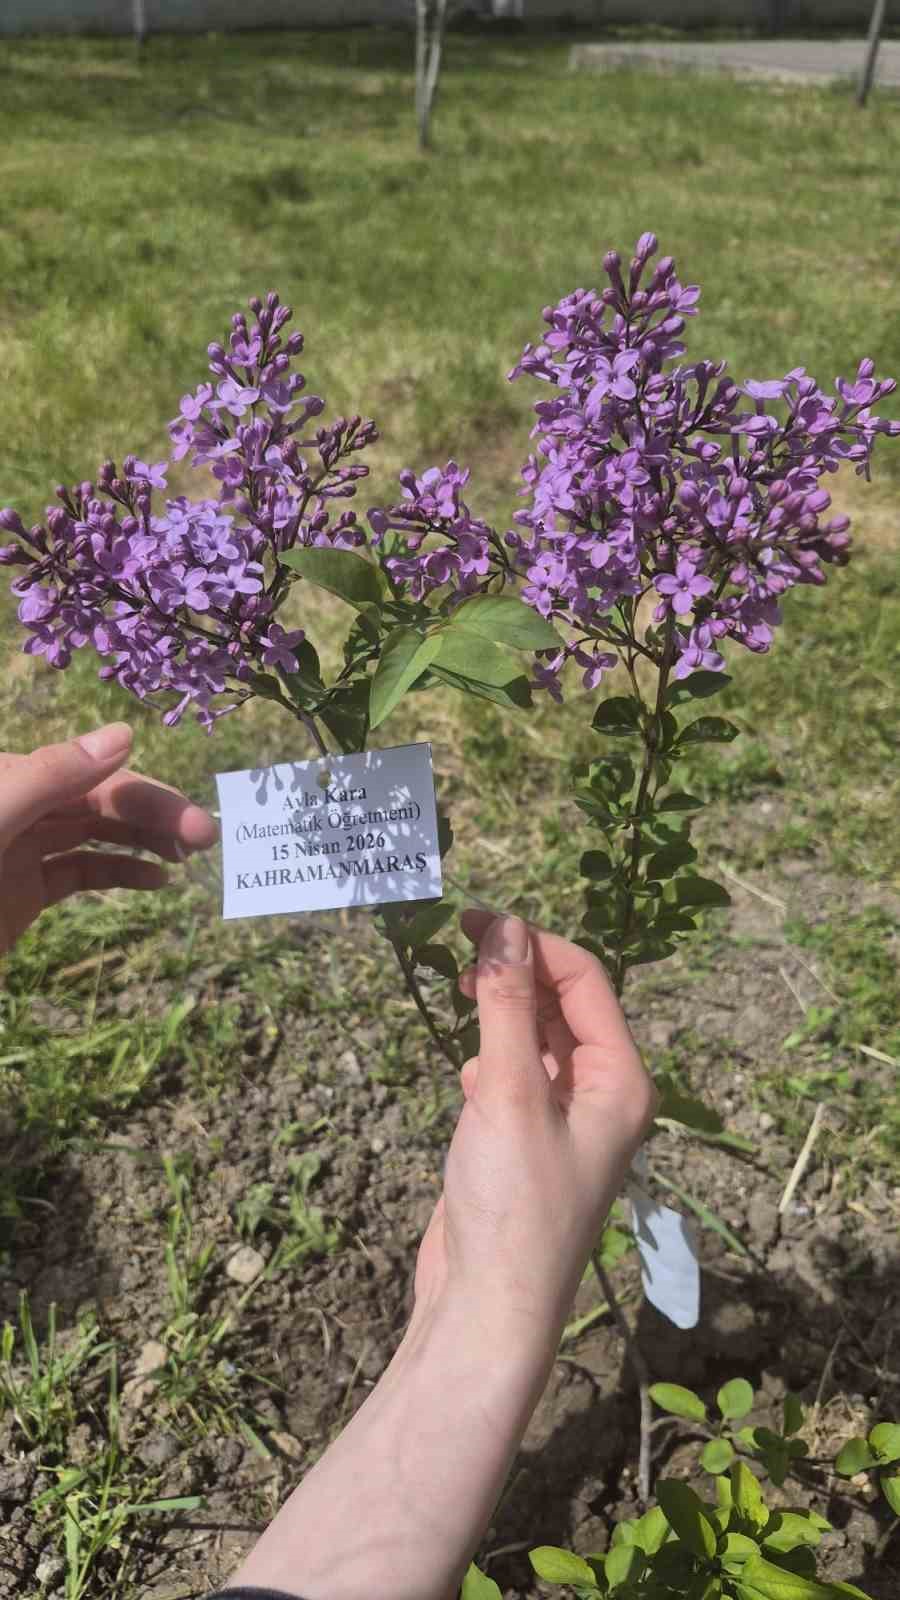 Ayla Kara
(Matematik Öğretmeni)
15 Nisan 2026
KAHRAMANMARAŞ